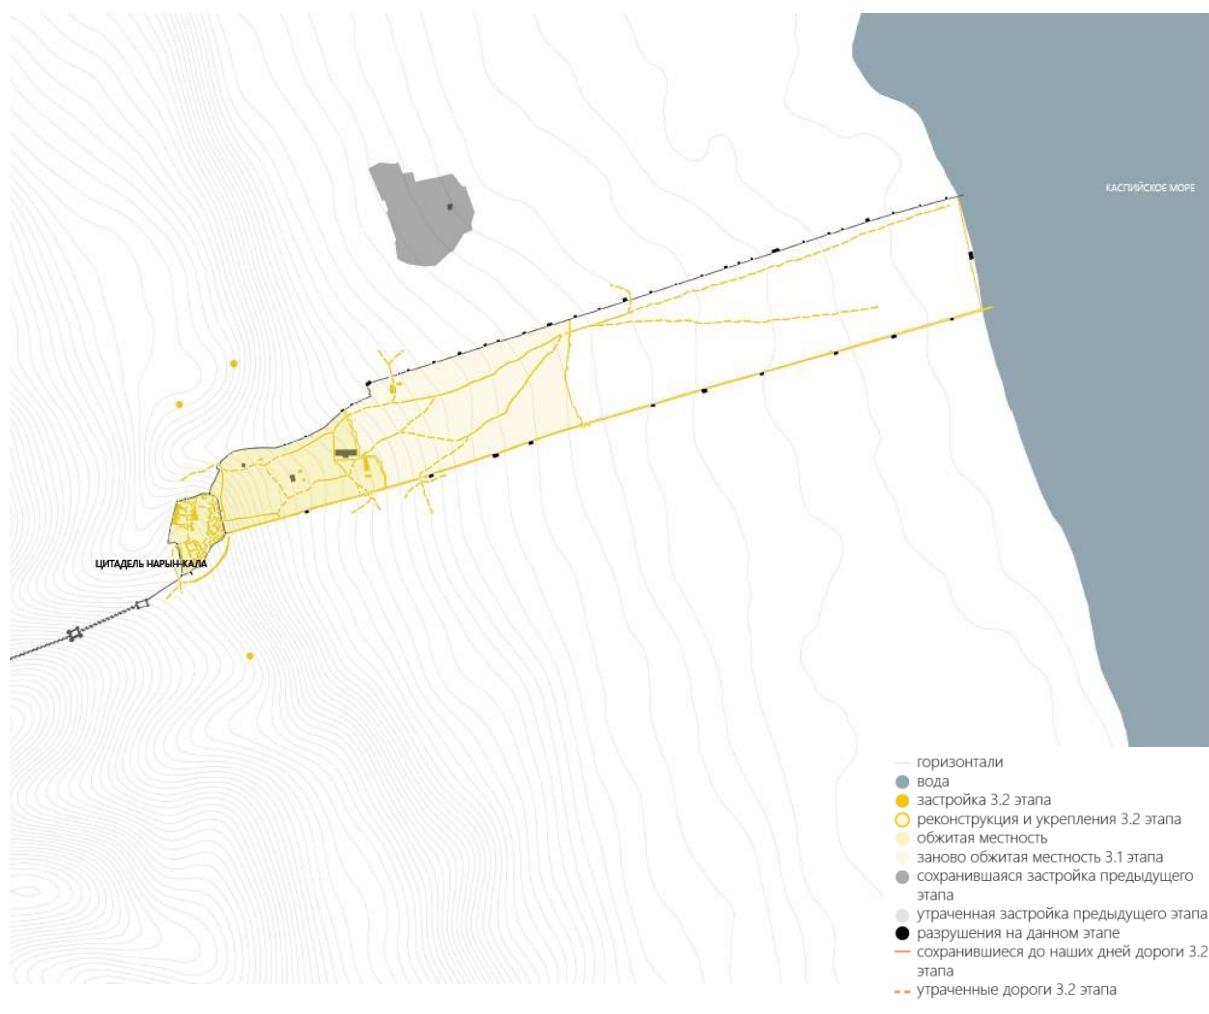 КАСПИЙСКОЕ МОРЕ
ЦИТАДЕЛЬ НАРЫН-КАЛА
горизонтали
вода
застройка 3.2 этапа
реконструкция и укрепления 3.2 этапа
обжитая местность
заново обжитая местность 3.1 этапа
сохранившаяся застройка предыдущего
этапа
утраченная застройка предыдущего этапа
разрушения на данном этапе
сохранившиеся до наших дней дороги 3.2
этапа
утраченные дороги 3.2 этапа